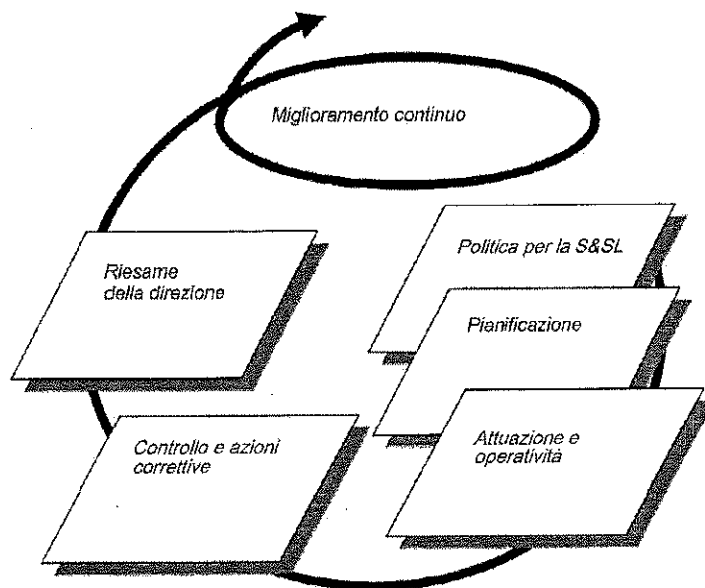 Miglioramento continuo
Politica per la S&SL
Pianificazione
Attuazione e
operatività
Controllo e azioni
correttive
Riesame
della direzione